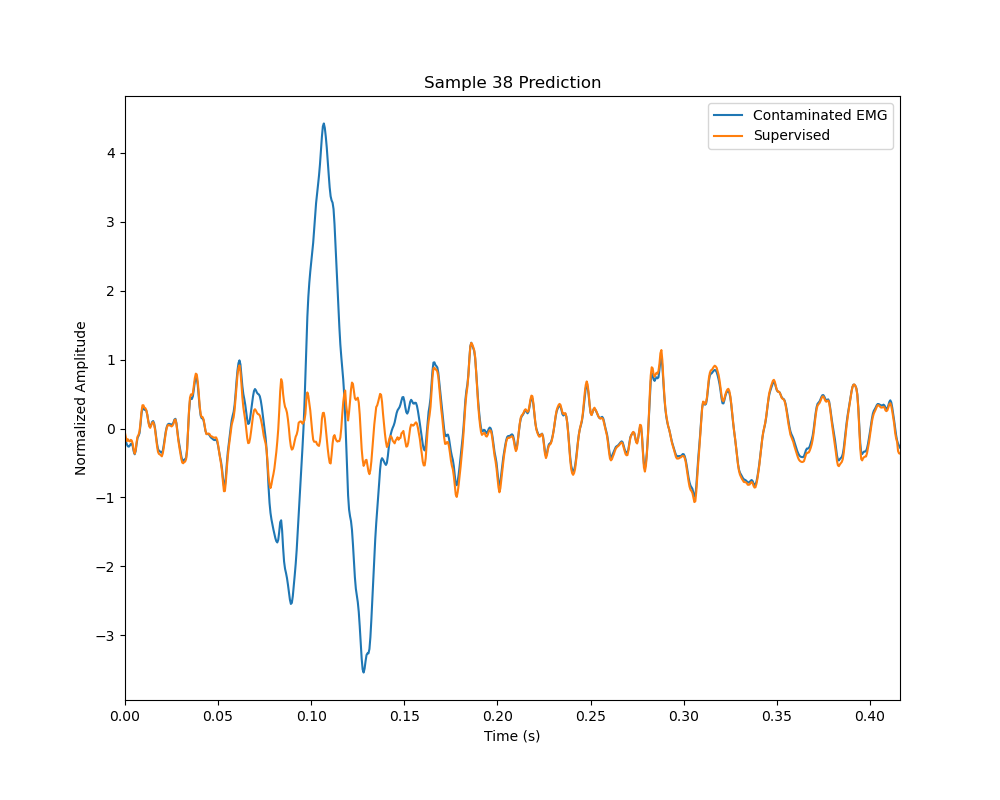 Sample 38 Prediction
Contaminated EMG
Supervised
Normalized Amplitude
4
3
2
1
0
−1
−2
−3
0.00 0.05 0.10 0.15 0.20 0.25 0.30 0.35 0.40
Time (s)